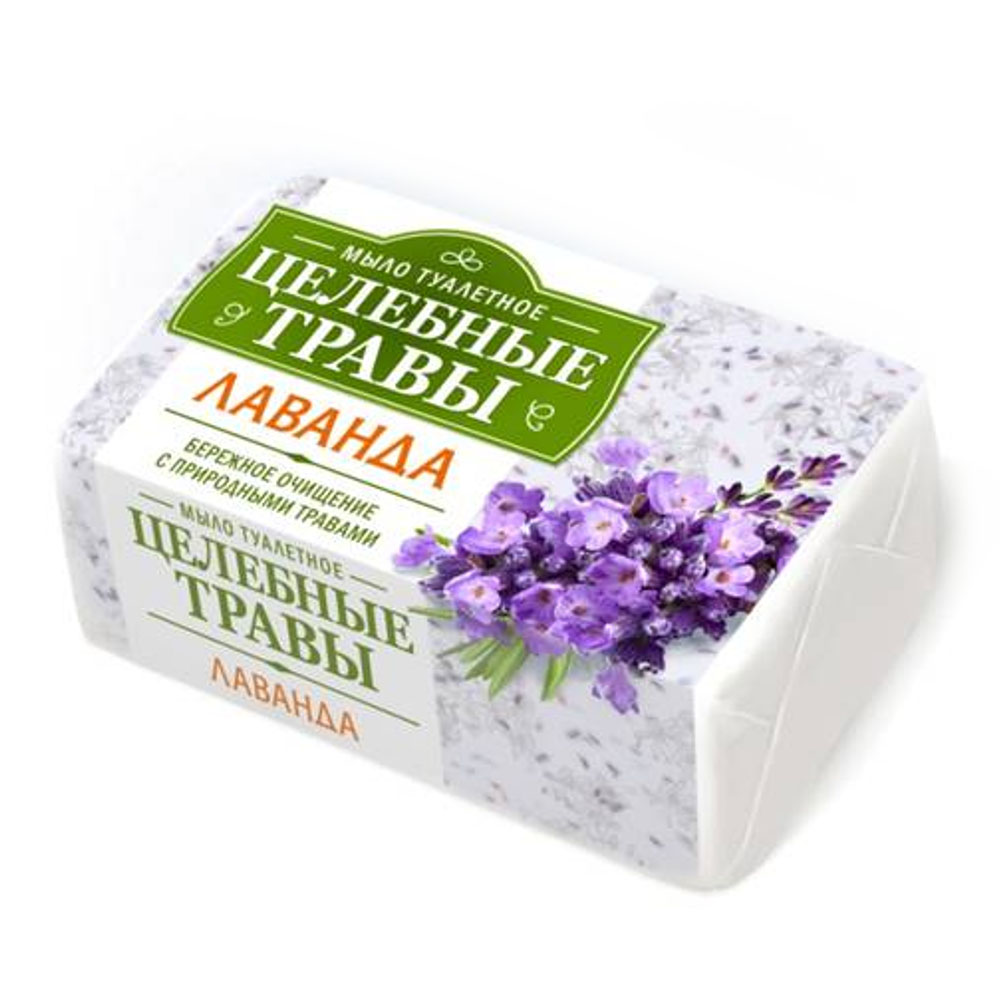 МЫЛО ТУАЛЕТНОЕ
ЦЕЛЕБНЫЕ
ТРАВЫ
ЛАВАНДА
БЕРЕЖНОЕ ОЧИЩЕНИЕ
С ПРИРОДНЫМИ ТРАВАМИ
МЫЛО ТУАЛЕТНОЕ
ЦЕЛЕБНЫЕ
ТРАВЫ
ЛАВАНДА